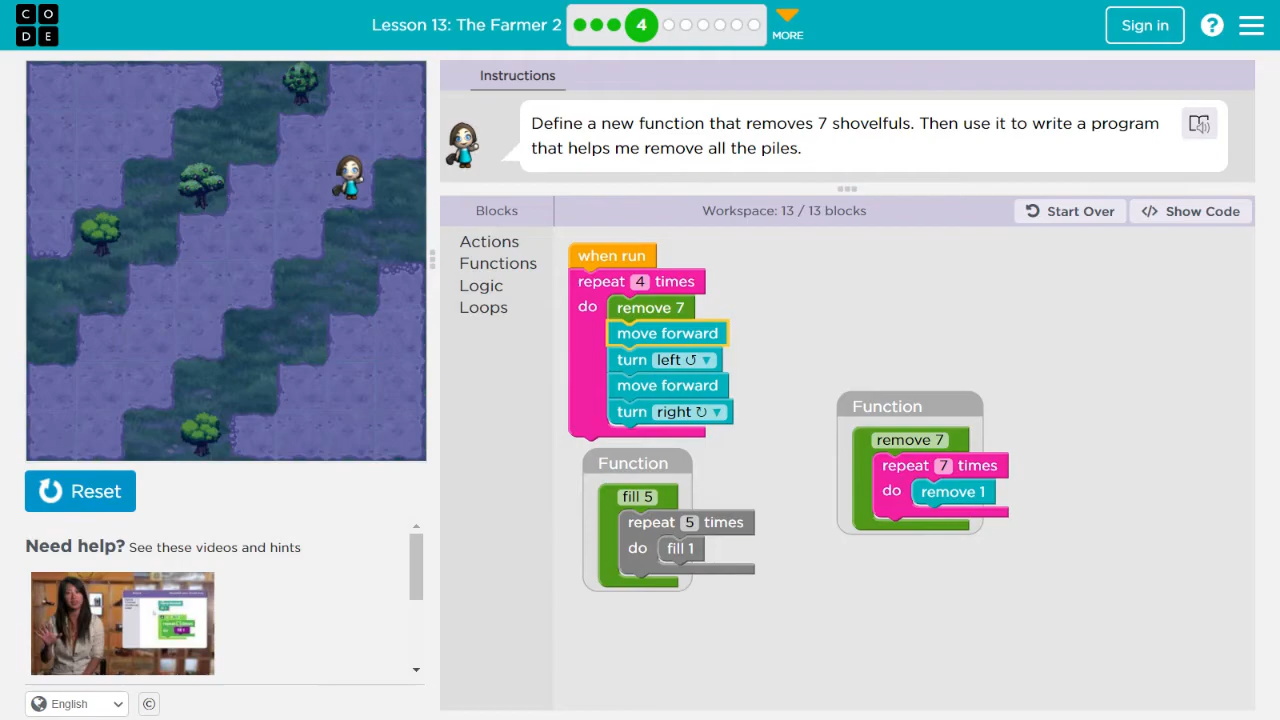 C O
D E
Lesson 13: The Farmer 2
4
MORE
Sign in
?
Instructions
Define a new function that removes 7 shovelfuls. Then use it to write a program
that helps me remove all the piles.
Blocks
Workspace: 13 / 13 blocks
Start Over
</> Show Code
Actions
Functions
Logic
Loops
when run
repeat 4 times
do remove 7
move forward
turn left ↺ ▼
move forward
turn right ↻ ▼
Function
fill 5
repeat 5 times
do fill 1
Function
remove 7
repeat 7 times
do remove 1
Reset
Need help? See these videos and hints
English
©